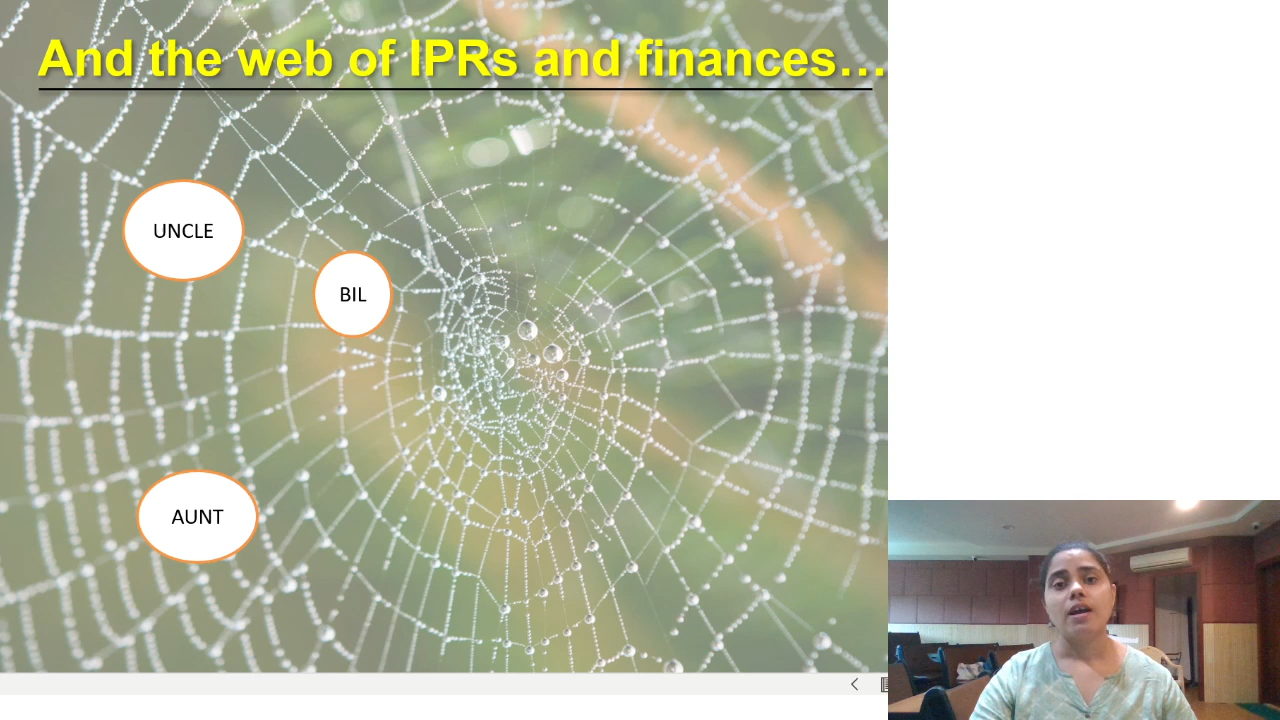 And the web of IPRs and finances…
UNCLE
BIL
AUNT